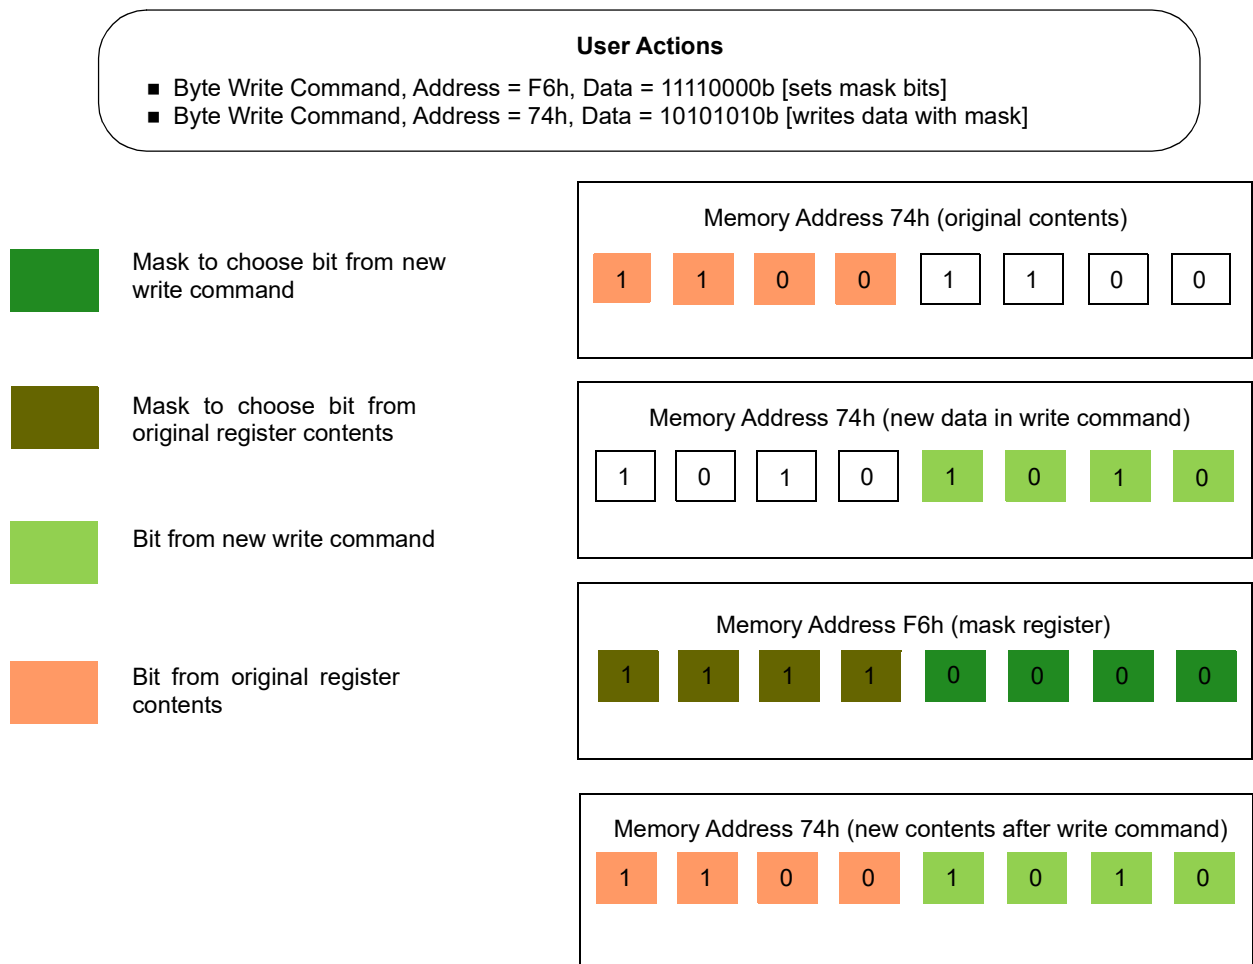 User Actions
■ Byte Write Command, Address = F6h, Data = 11110000b [sets mask bits]
■ Byte Write Command, Address = 74h, Data = 10101010b [writes data with mask]
Mask to choose bit from new
write command
Mask to choose bit from
original register contents
Bit from new write command
Bit from original register
contents
Memory Address 74h (original contents)
1 1 0 0 1 1 0 0
Memory Address 74h (new data in write command)
1 0 1 0 1 0 1 0
Memory Address F6h (mask register)
1 1 1 1 0 0 0 0
Memory Address 74h (new contents after write command)
1 1 0 0 1 0 1 0